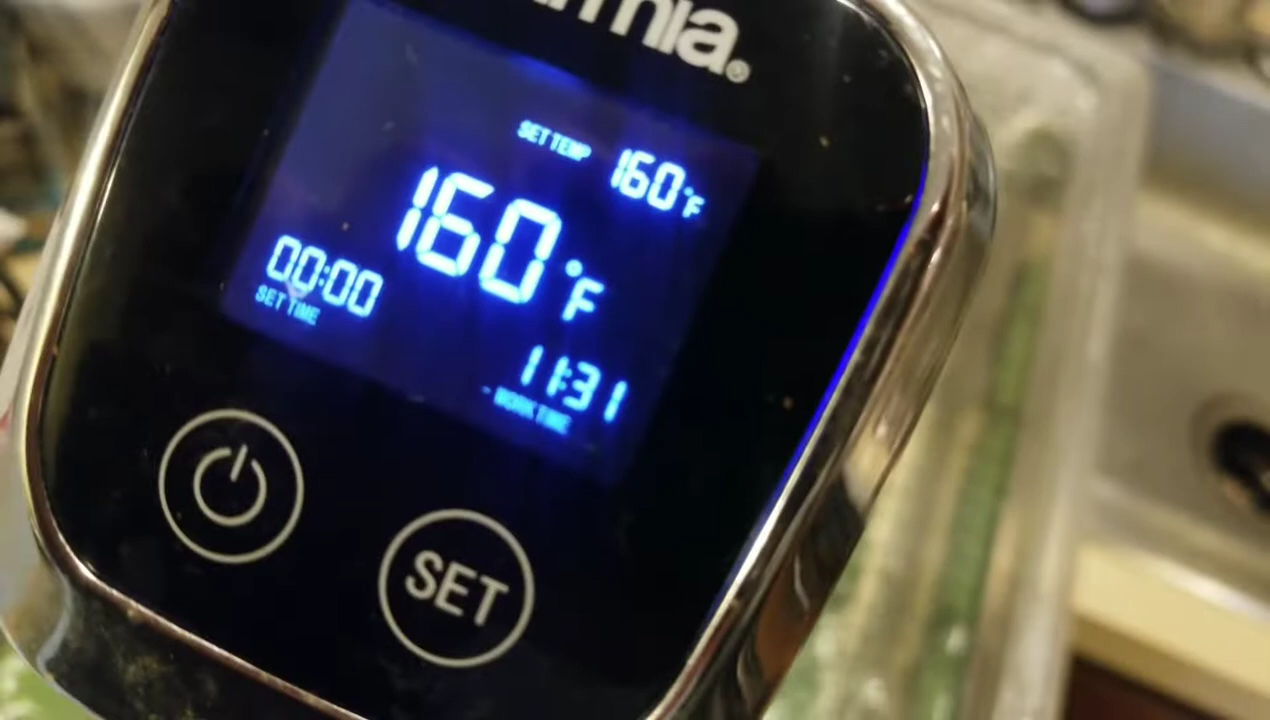 SET TEMP 160°F
160°F
00:00
SET TIME
11:31
WORK TIME
SET